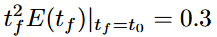 $t_f^2 E(t_f)|_{t_f=t_0} = 0.3$